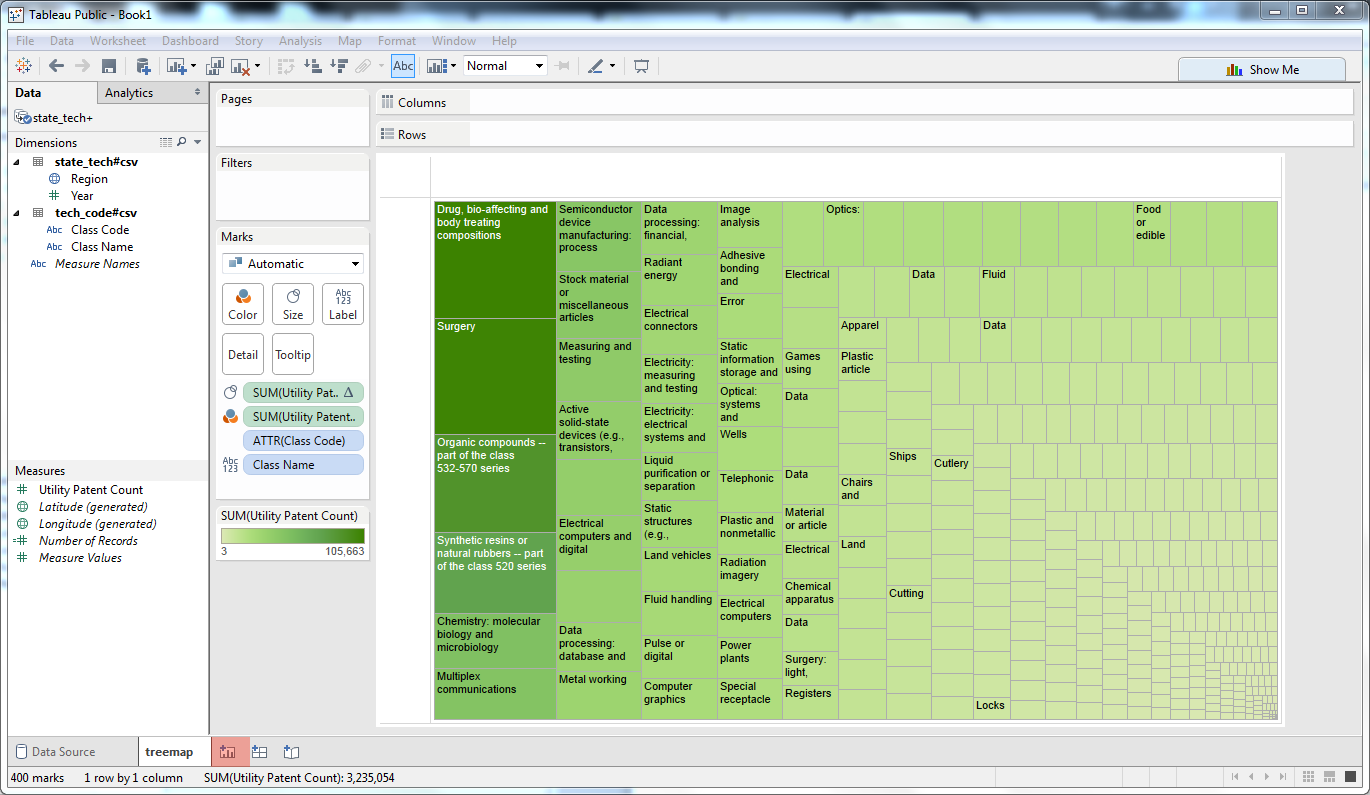 Tableau Public - Book1
File Data Worksheet Dashboard Story Analysis Map Format Window Help
Abc
Normal
Show Me
Data
Analytics
state_tech+
Dimensions
state_tech#csv
Region
Year
tech_code#csv
Abc Class Code
Abc Class Name
Abc Measure Names
Measures
Utility Patent Count
Latitude (generated)
Longitude (generated)
Number of Records
Measure Values
Pages
Filters
Marks
Automatic
Color
Size
Abc
123
Label
Detail
Tooltip
SUM(Utility Pat.. Δ
SUM(Utility Patent..
ATTR(Class Code)
Abc
123
Class Name
SUM(Utility Patent Count)
3
105,663
Columns
Rows
Drug, bio-affecting and
body treating
compositions
Surgery
Organic compounds --
part of the class
532-570 series
Synthetic resins or
natural rubbers -- part
of the class 520 series
Chemistry: molecular
biology and
microbiology
Multiplex
communications
Semiconductor
device
manufacturing:
process
Stock material
or
miscellaneous
articles
Measuring and
testing
Active
solid-state
devices (e.g.,
transistors,
Electrical
computers and
digital
Data
processing:
database and
Metal working
Data
processing:
financial,
Radiant
energy
Electrical
connectors
Electricity:
measuring
and testing
Electricity:
electrical
systems and
Liquid
purification or
separation
Static
structures
(e.g.,
Land vehicles
Fluid handling
Pulse or
digital
Computer
graphics
Image
analysis
Adhesive
bonding
and
Error
Static
information
storage and
Optical:
systems
and
Wells
Telephonic
Plastic and
nonmetallic
Radiation
imagery
Electrical
computers
Power
plants
Special
receptacle
Optics:
Food
or
edible
Electrical
Data
Fluid
Games
using
Data
Data
Material
or article
Electrical
Chemical
apparatus
Data
Surgery:
light,
Registers
Apparel
Plastic
article
Chairs
and
Land
Data
Ships
Cutting
Cutlery
Locks
Data Source
treemap
400 marks
1 row by 1 column
SUM(Utility Patent Count): 3,235,054